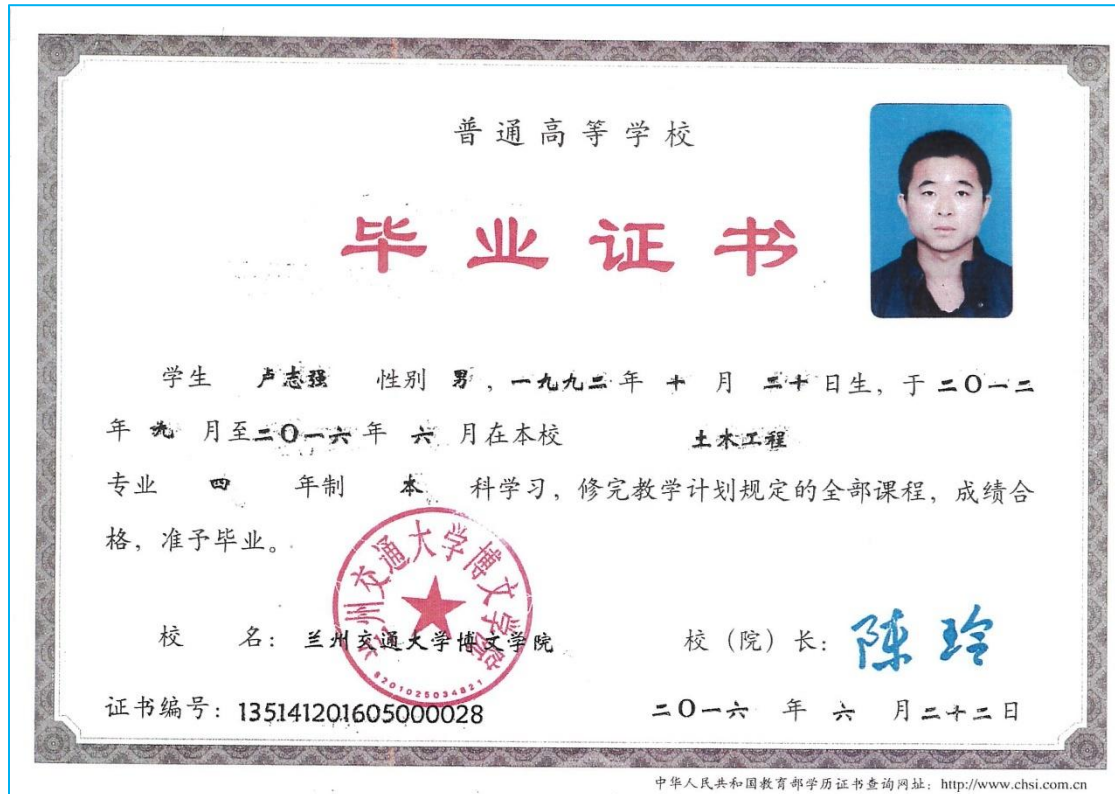 普通高等学校
毕业证书
学生 卢志强 性别 男，一九九二年 十 月 二十日生，于二〇一二
年 九 月至二〇一六年 六 月在本校 土木工程
专业 四 年制 本 科学习，修完教学计划规定的全部课程，成绩合
格，准予毕业。
兰州交通大学博文学院
6201025034821
校 名：兰州交通大学博文学院 校（院）长：陈玲
证书编号：135141201605000028 二〇一六 年 六 月二十二日
中华人民共和国教育部学历证书查询网址：http://www.chsi.com.cn